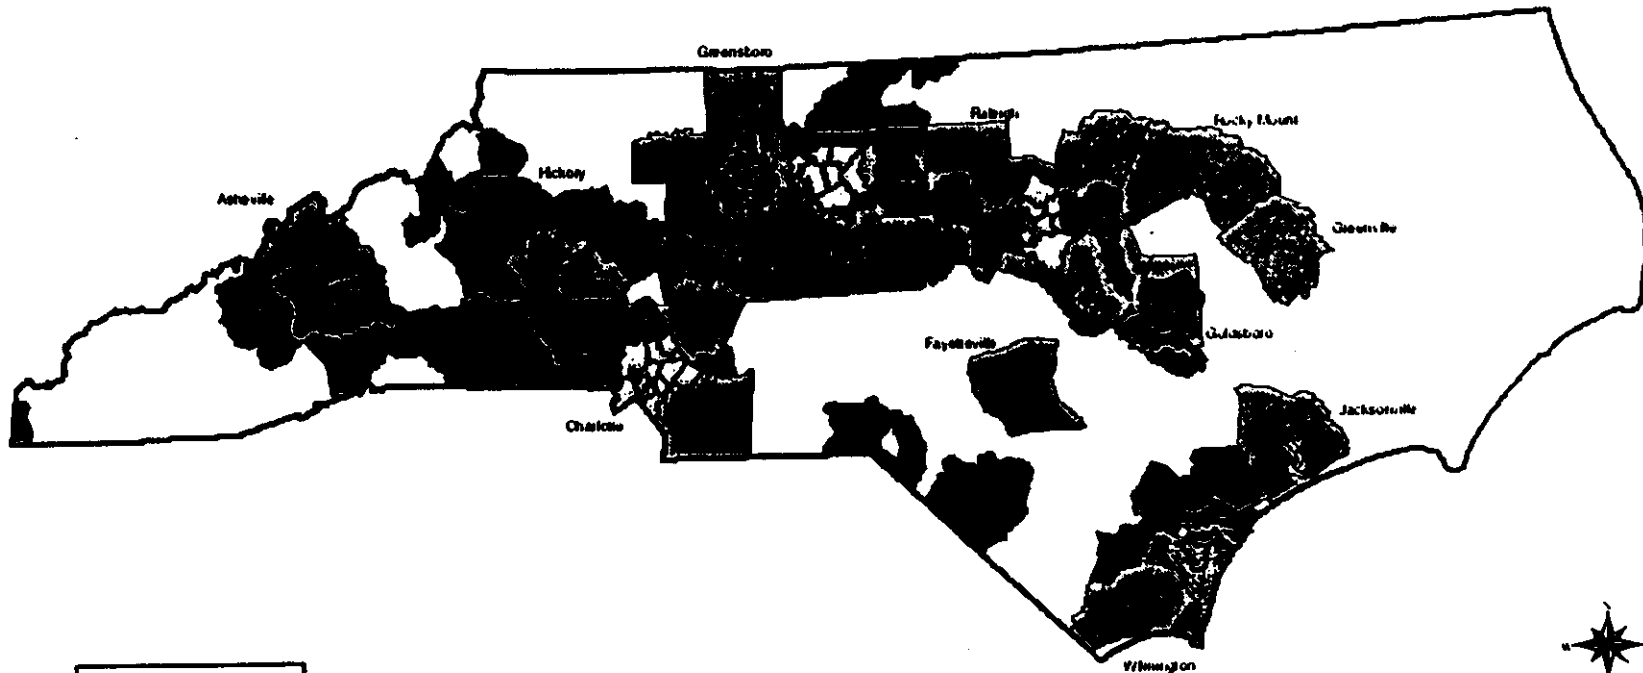 Greensboro
Raleigh
Rocky Mount
Hickory
Asheville
Greenville
Goldsboro
Fayetteville
Jacksonville
Charlotte
Wilmington